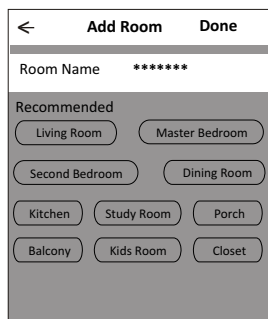 ← Add Room Done
Room Name *******
Recommended
Living Room Master Bedroom
Second Bedroom Dining Room
Kitchen Study Room Porch
Balcony Kids Room Closet